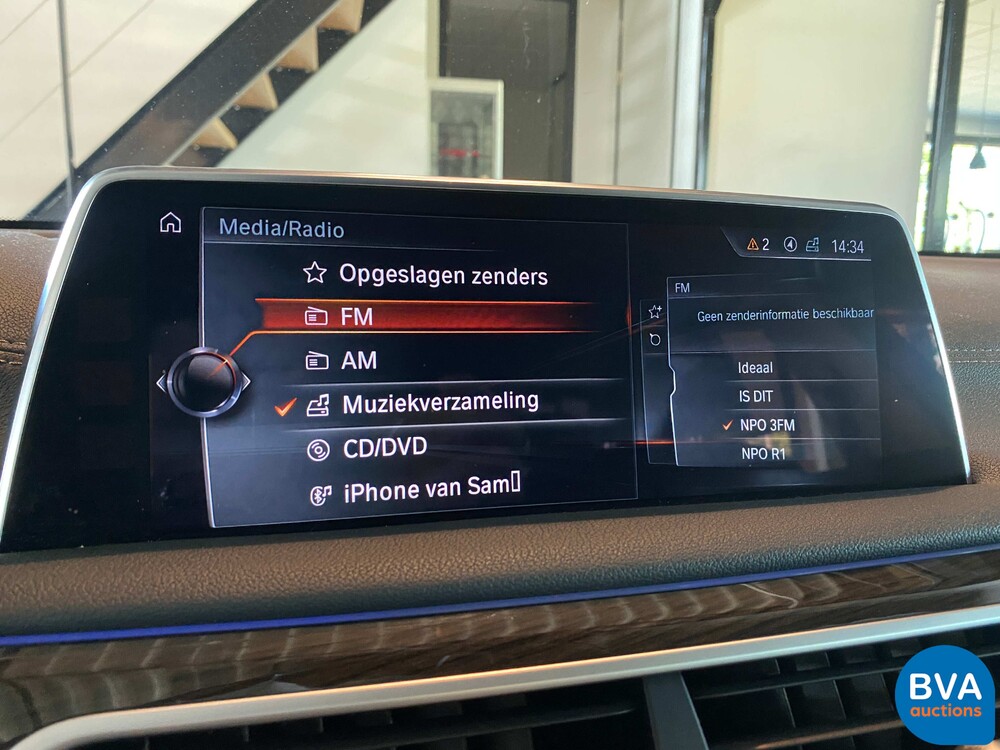 Media/Radio
2 14:34
Opgeslagen zenders
FM
AM
Muziekverzameling
CD/DVD
iPhone van Sam
FM
Geen zenderinformatie beschikbaar
Ideaal
IS DIT
NPO 3FM
NPO R1
BVA
auctions